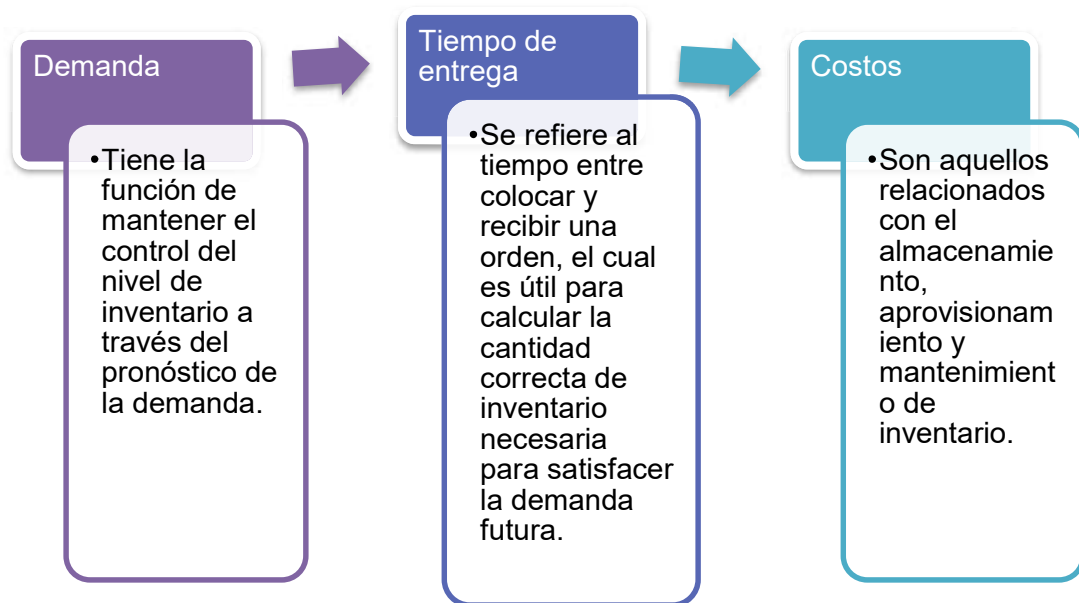 Demanda
•Tiene la
función de
mantener el
control del
nivel de
inventario a
través del
pronóstico de
la demanda.
Tiempo de
entrega
•Se refiere al
tiempo entre
colocar y
recibir una
orden, el cual
es útil para
calcular la
cantidad
correcta de
inventario
necesaria
para satisfacer
la demanda
futura.
Costos
•Son aquellos
relacionados
con el
almacenamie
nto,
aprovisionam
iento y
mantenimient
o de
inventario.